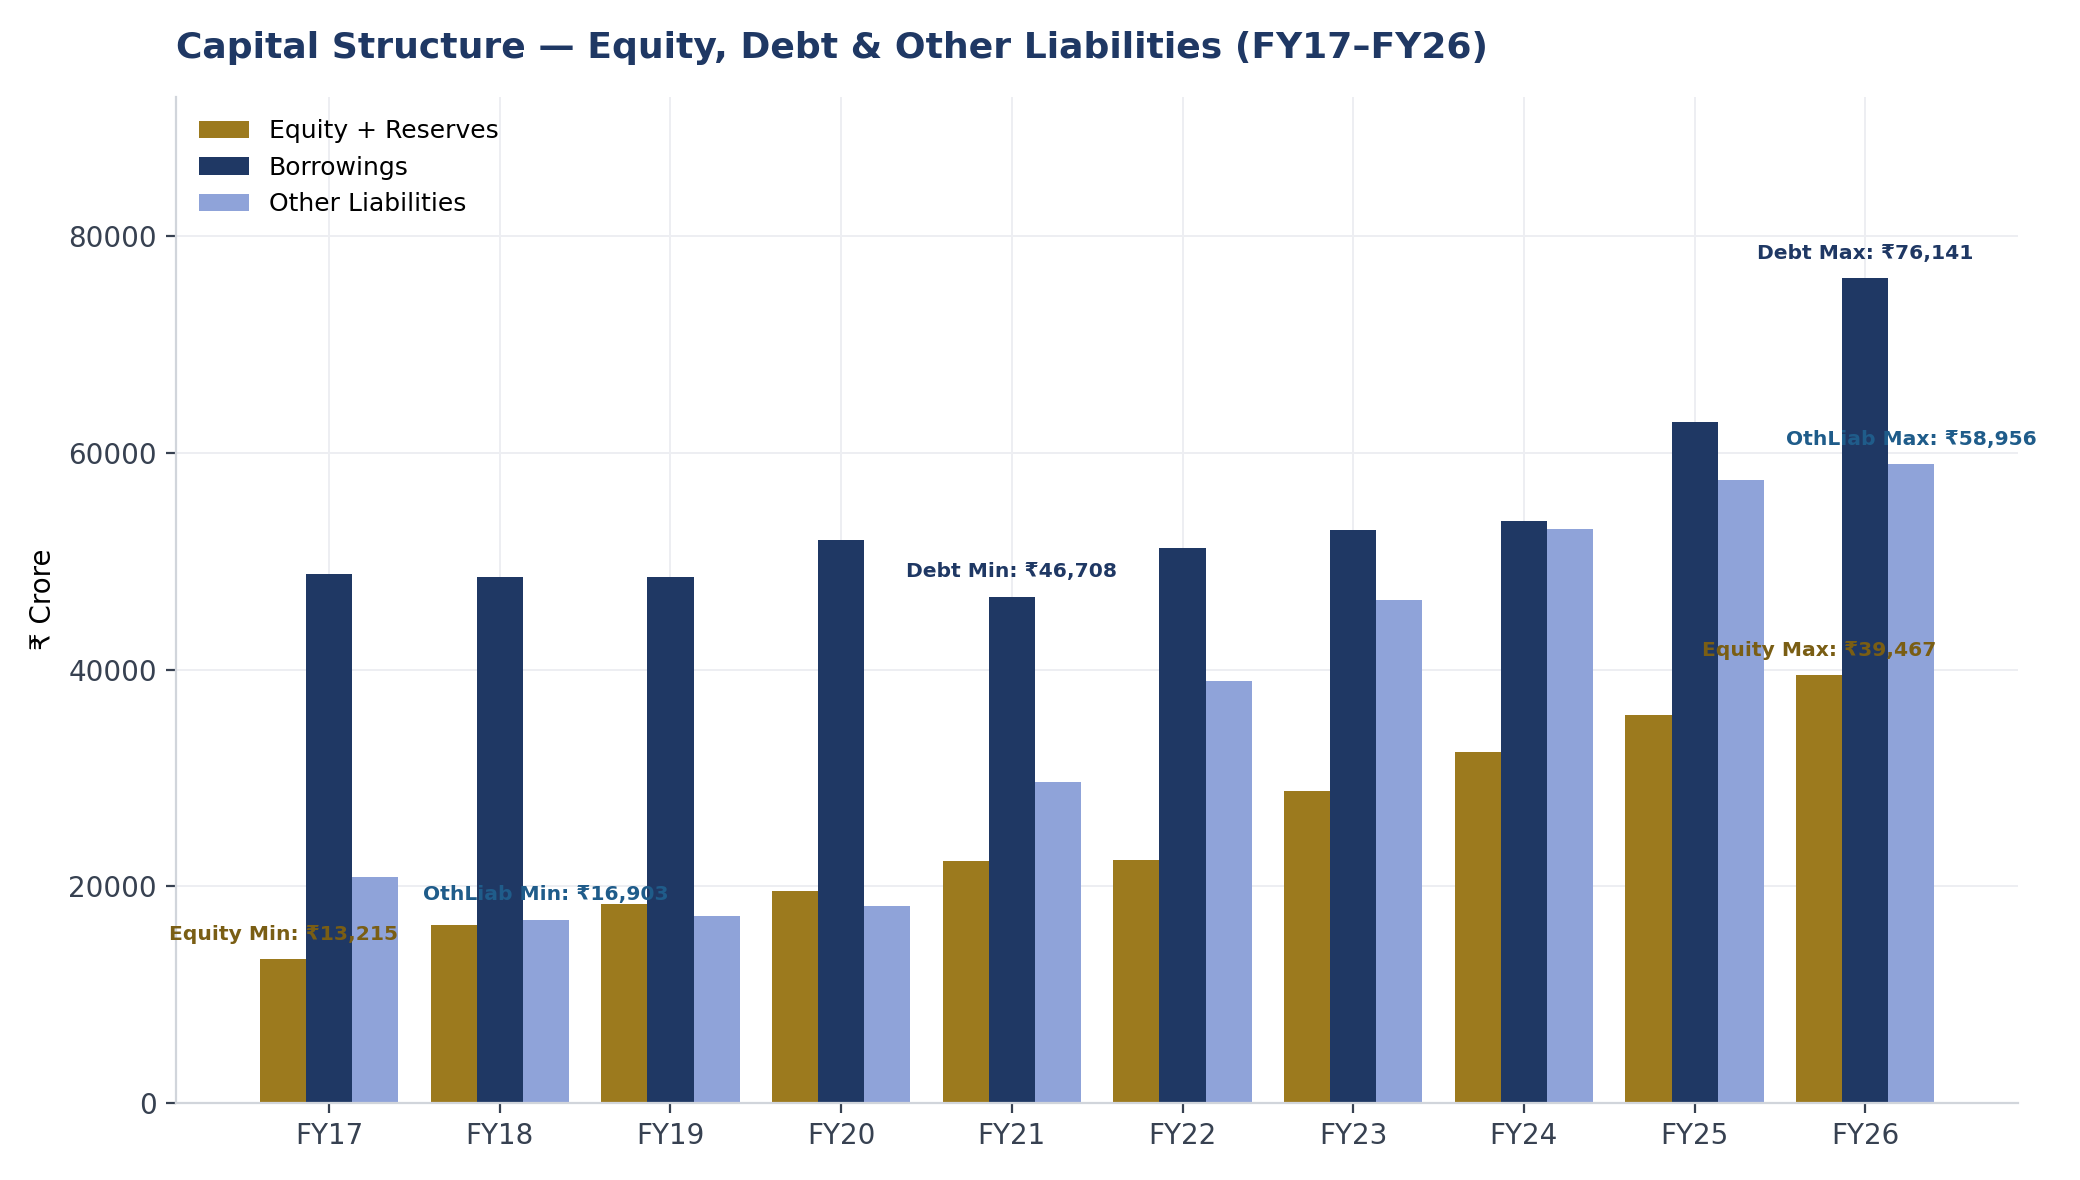 Capital Structure — Equity, Debt & Other Liabilities (FY17–FY26)
Equity + Reserves
Borrowings
Other Liabilities
₹ Crore
80000
60000
40000
20000
0
Debt Max: ₹76,141
OthLiab Max: ₹58,956
Debt Min: ₹46,708
Equity Max: ₹39,467
OthLiab Min: ₹16,903
Equity Min: ₹13,215
FY17 FY18 FY19 FY20 FY21 FY22 FY23 FY24 FY25 FY26